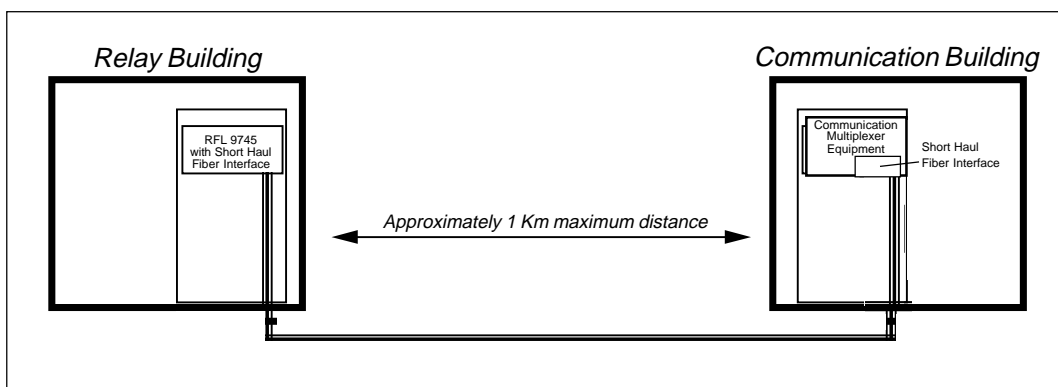 Relay Building
Communication Building
RFL 9745
with Short Haul
Fiber Interface
Communication
Multiplexer
Equipment
Short Haul
Fiber Interface
Approximately 1 Km maximum distance